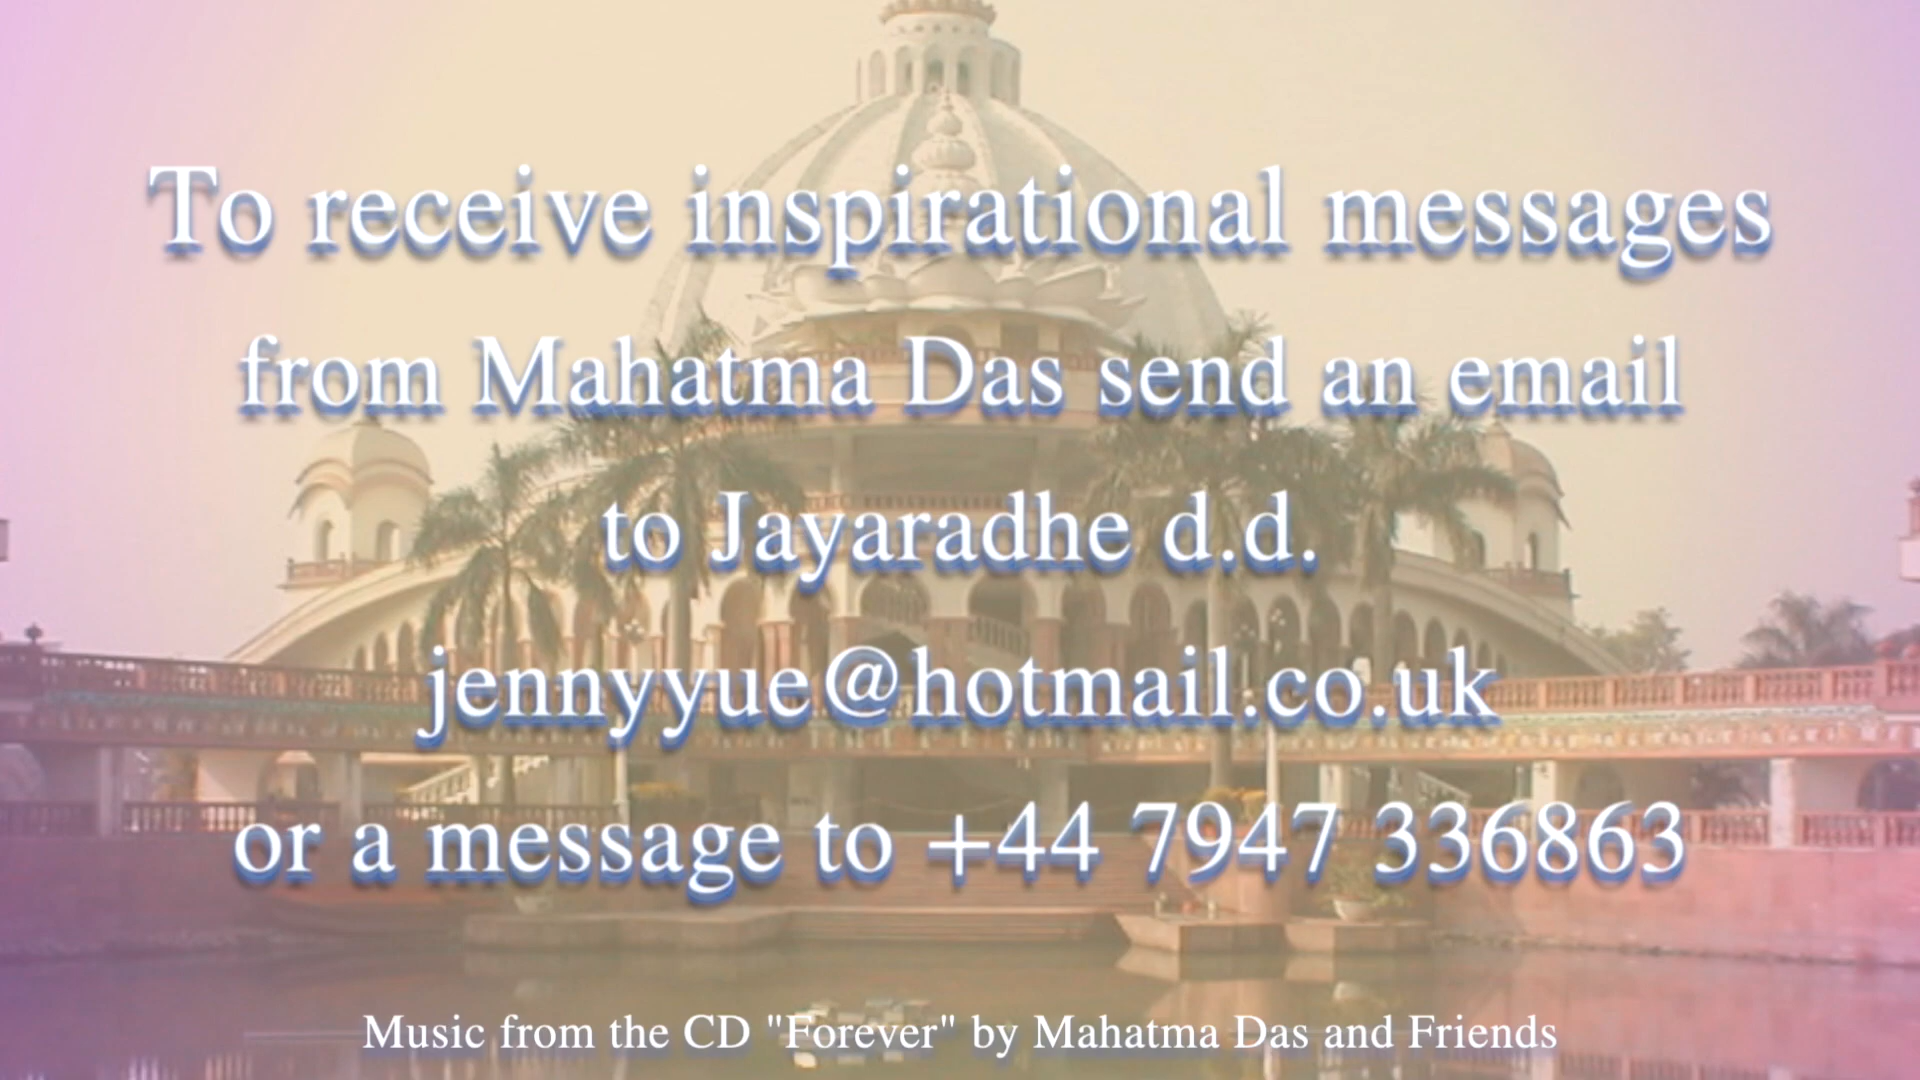 To receive inspirational messages
from Mahatma Das send an email
to Jayaradhe d.d.
jennyyue@hotmail.co.uk
or a message to +44 7947 336863
Music from the CD "Forever" by Mahatma Das and Friends